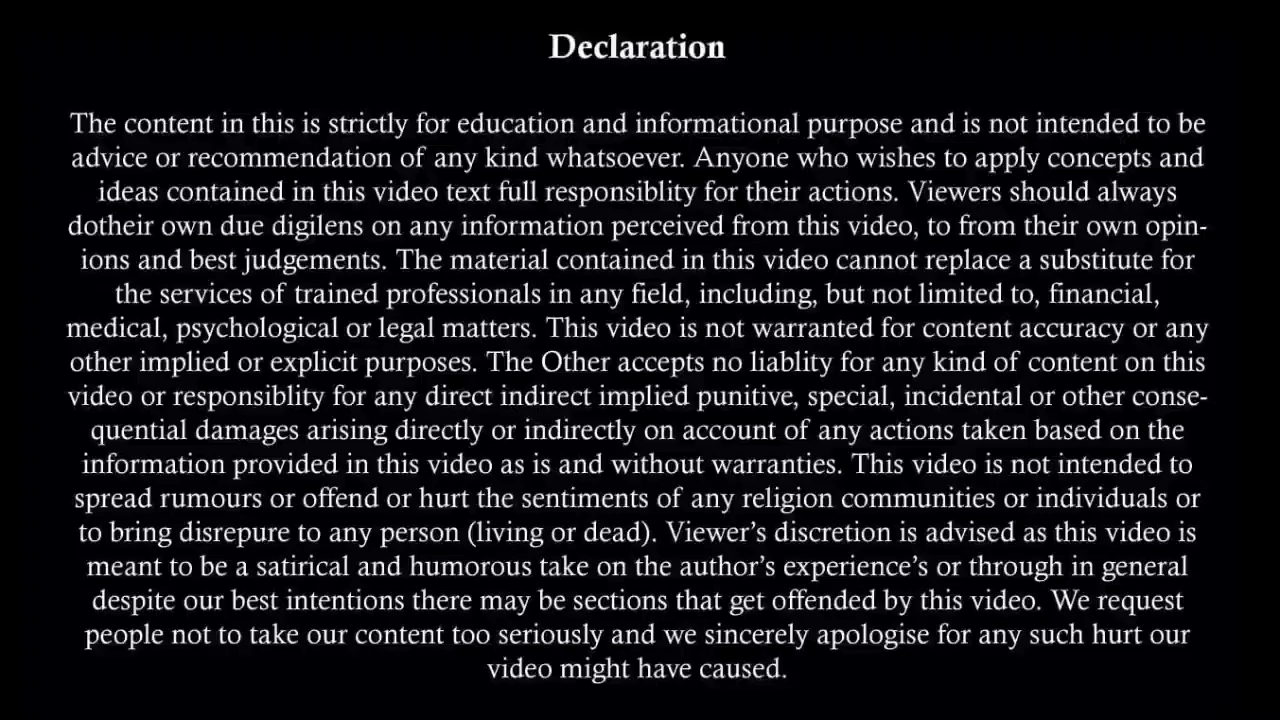 Declaration
The content in this is strictly for education and informational purpose and is not intended to be
advice or recommendation of any kind whatsoever. Anyone who wishes to apply concepts and
ideas contained in this video text full responsiblity for their actions. Viewers should always
dotheir own due digilens on any information perceived from this video, to from their own opin-
ions and best judgements. The material contained in this video cannot replace a substitute for
the services of trained professionals in any field, including, but not limited to, financial,
medical, psychological or legal matters. This video is not warranted for content accuracy or any
other implied or explicit purposes. The Other accepts no liablity for any kind of content on this
video or responsiblity for any direct indirect implied punitive, special, incidental or other conse-
quential damages arising directly or indirectly on account of any actions taken based on the
information provided in this video as is and without warranties. This video is not intended to
spread rumours or offend or hurt the sentiments of any religion communities or individuals or
to bring disrepure to any person (living or dead). Viewer’s discretion is advised as this video is
meant to be a satirical and humorous take on the author’s experience’s or through in general
despite our best intentions there may be sections that get offended by this video. We request
people not to take our content too seriously and we sincerely apologise for any such hurt our
video might have caused.